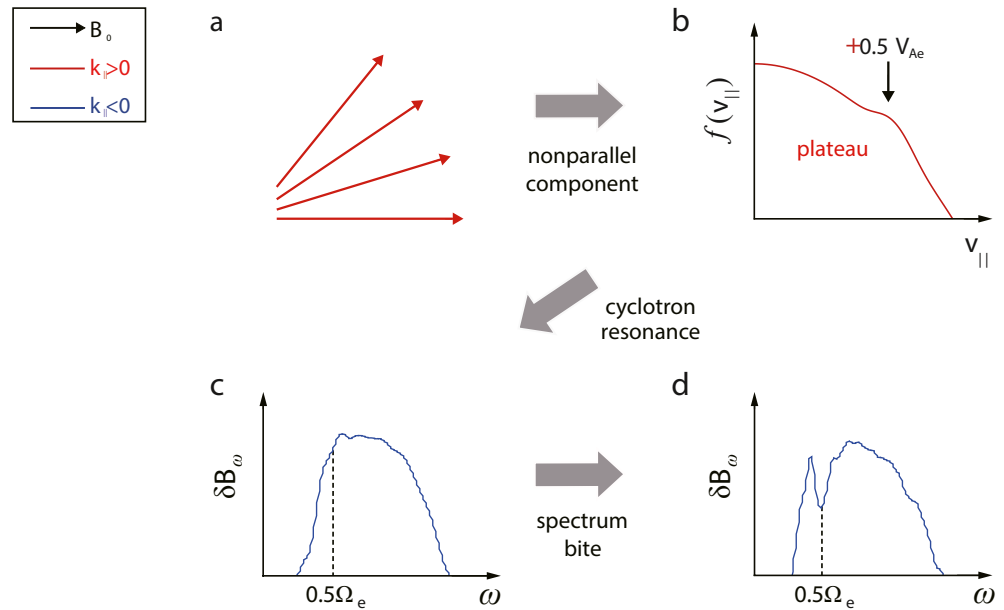 B₀
k||>0
k||<0
a
nonparallel
component
b
f(v||)
+0.5 V_Ae
plateau
v||
cyclotron
resonance
c
δB_ω
0.5Ω_e
ω
spectrum
bite
d
δB_ω
0.5Ω_e
ω